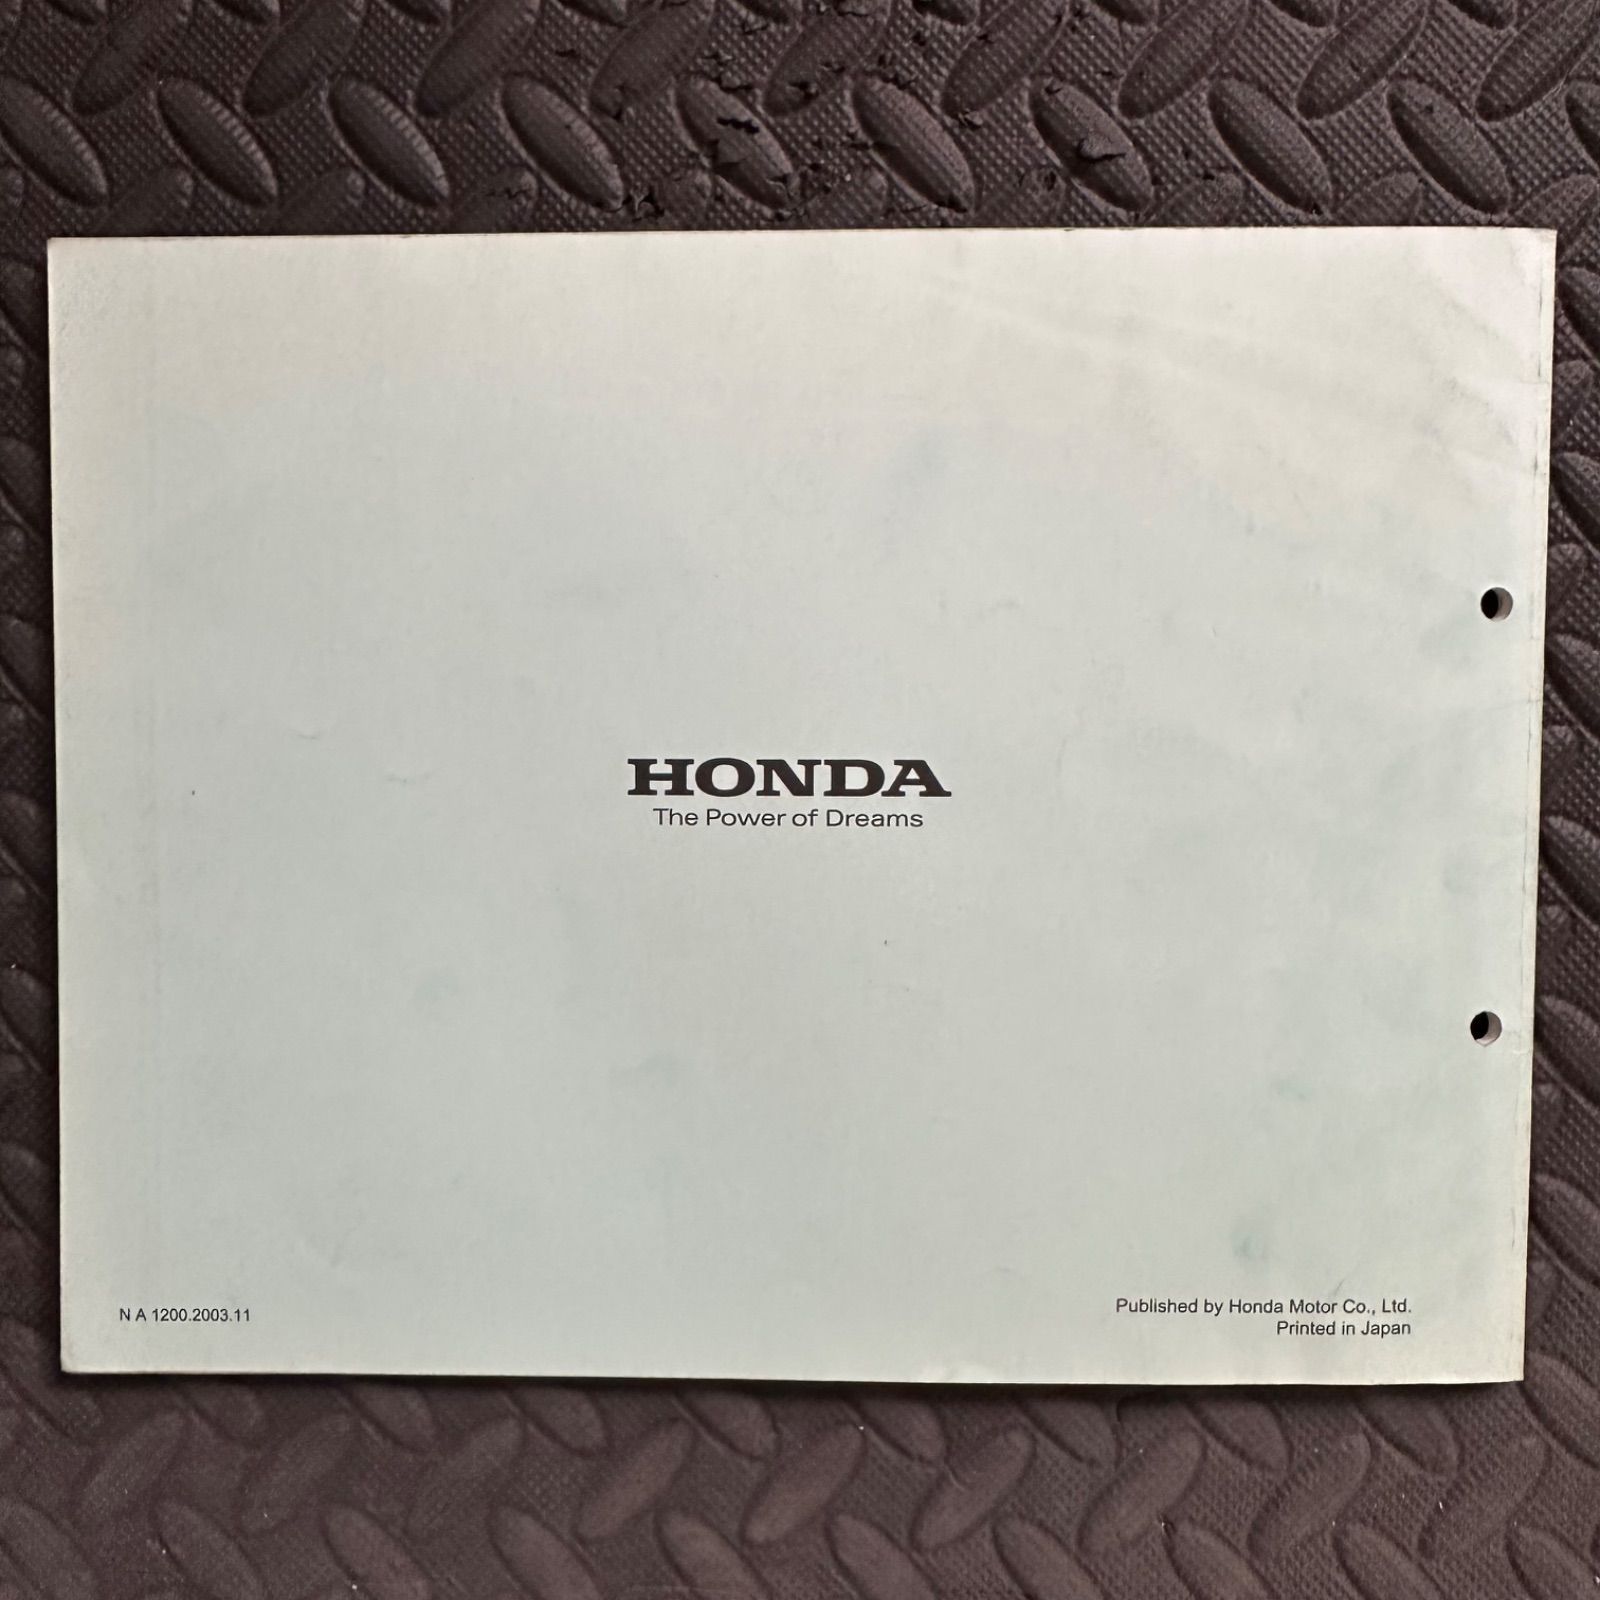 HONDA
The Power of Dreams
N A 1200.2003.11
Published by Honda Motor Co., Ltd.
Printed in Japan